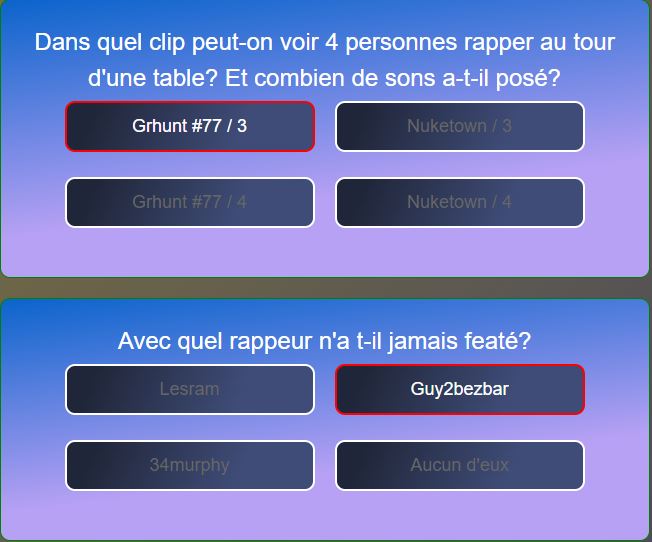 Dans quel clip peut-on voir 4 personnes rapper au tour
d'une table? Et combien de sons a-t-il posé?
Grhunt #77 / 3
Nuketown / 3
Grhunt #77 / 4
Nuketown / 4
Avec quel rappeur n'a t-il jamais featé?
Lesram
Guy2bezbar
34murphy
Aucun d'eux